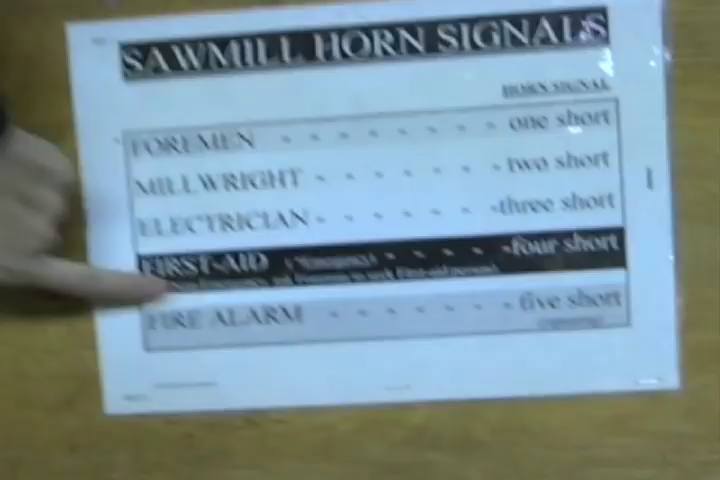 SAWMILL HORN SIGNALS
HORN SIGNAL
FOREMEN - - - - - - - - one short
MILLWRIGHT - - - - - - - two short
ELECTRICIAN - - - - - - -three short
FIRST-AID (*Emergency) - - - - -four short
FIRE ALARM - - - - - - - five short